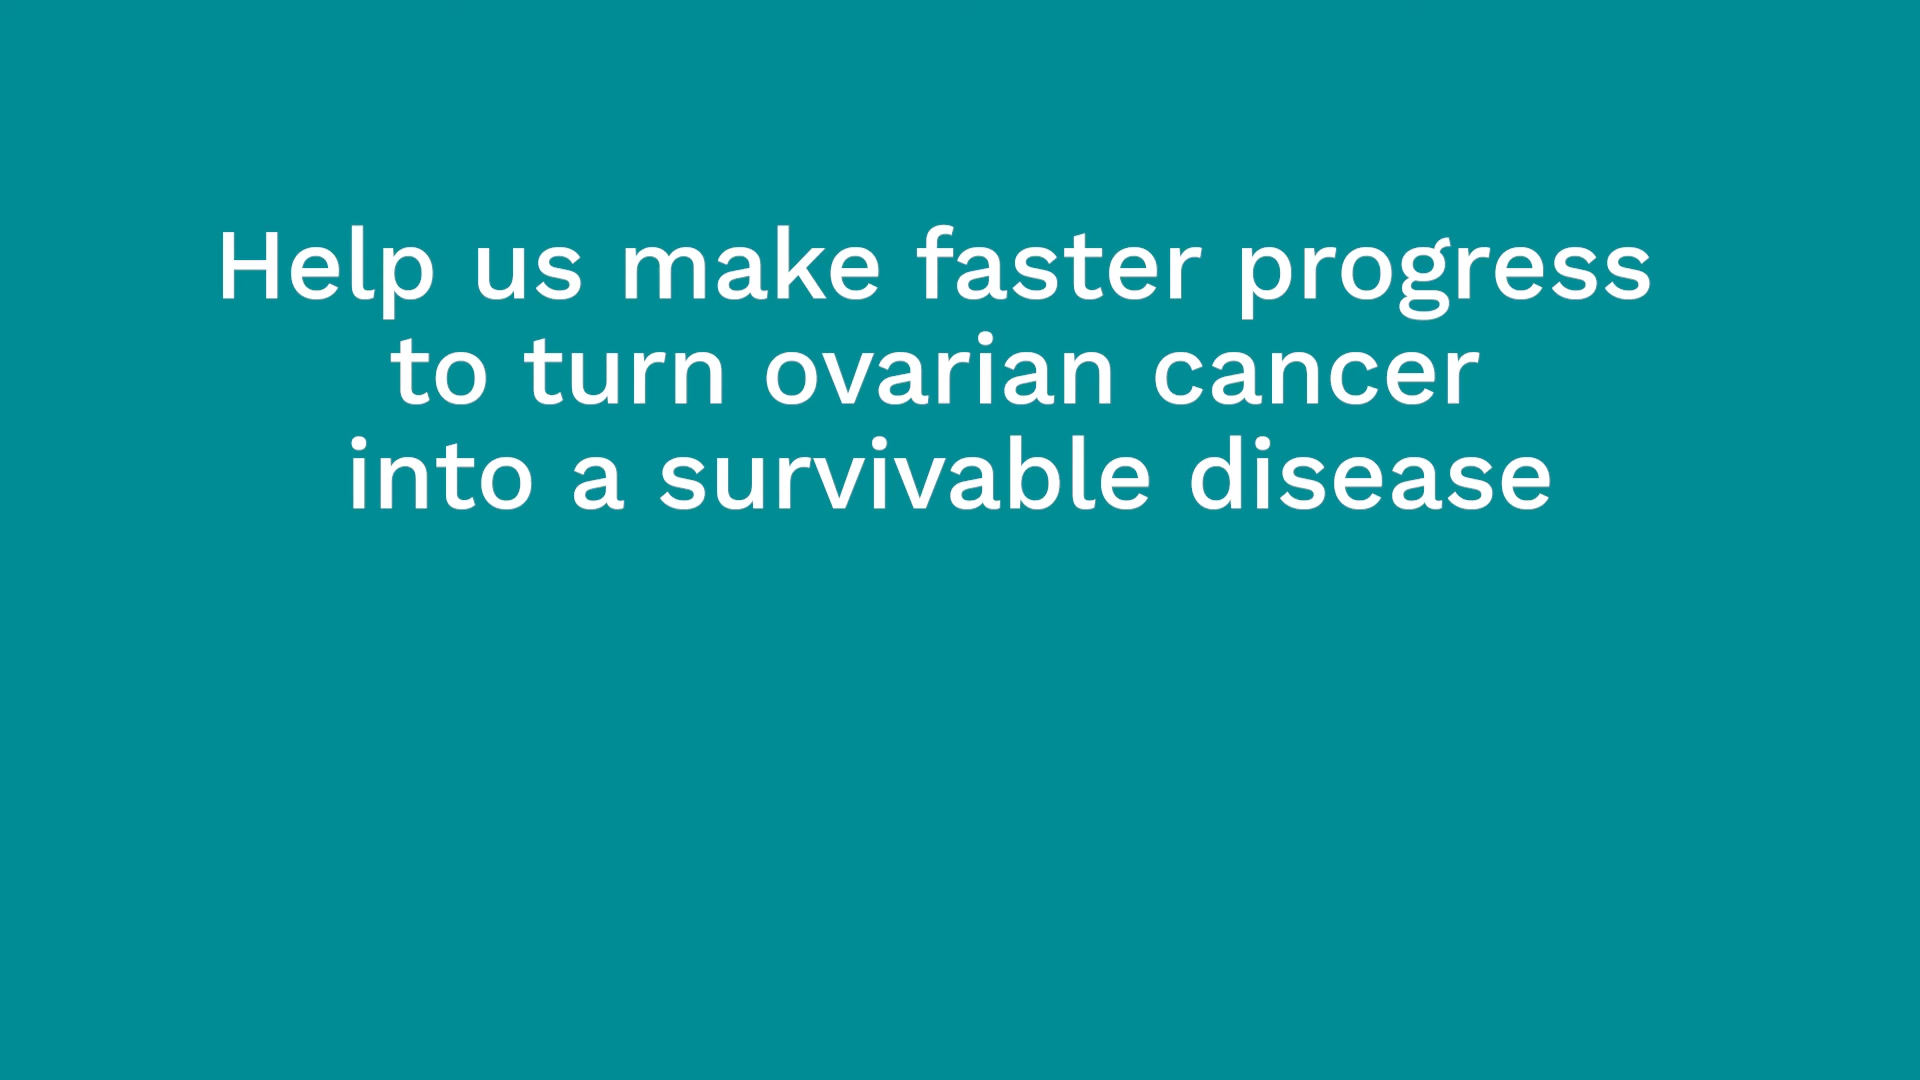 Help us make faster progress
to turn ovarian cancer
into a survivable disease